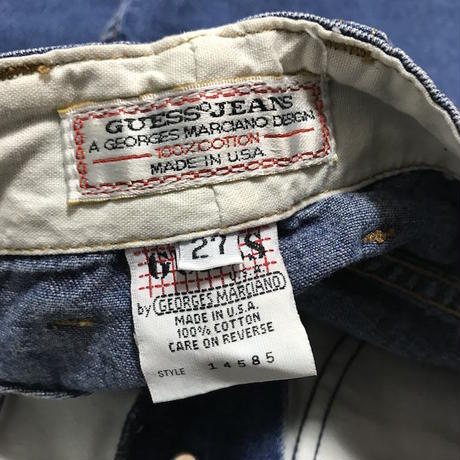 GUESS JEANS
A GEORGES MARCIANO DESIGN
100% COTTON
MADE IN U.S.A
27
G S
U.S.A.
by GEORGES MARCIANO
MADE IN U.S.A.
100% COTTON
CARE ON REVERSE
STYLE 14585